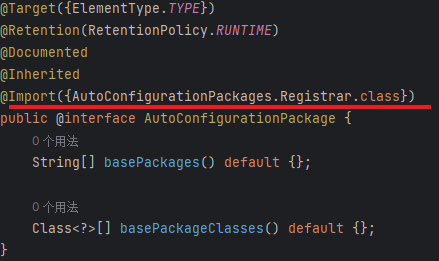 @Target({ElementType.TYPE})
@Retention(RetentionPolicy.RUNTIME)
@Documented
@Inherited
@Import({AutoConfigurationPackages.Registrar.class})
public @interface AutoConfigurationPackage {
0 个用法
String[] basePackages() default {};
0 个用法
Class<?>[] basePackageClasses() default {};
}